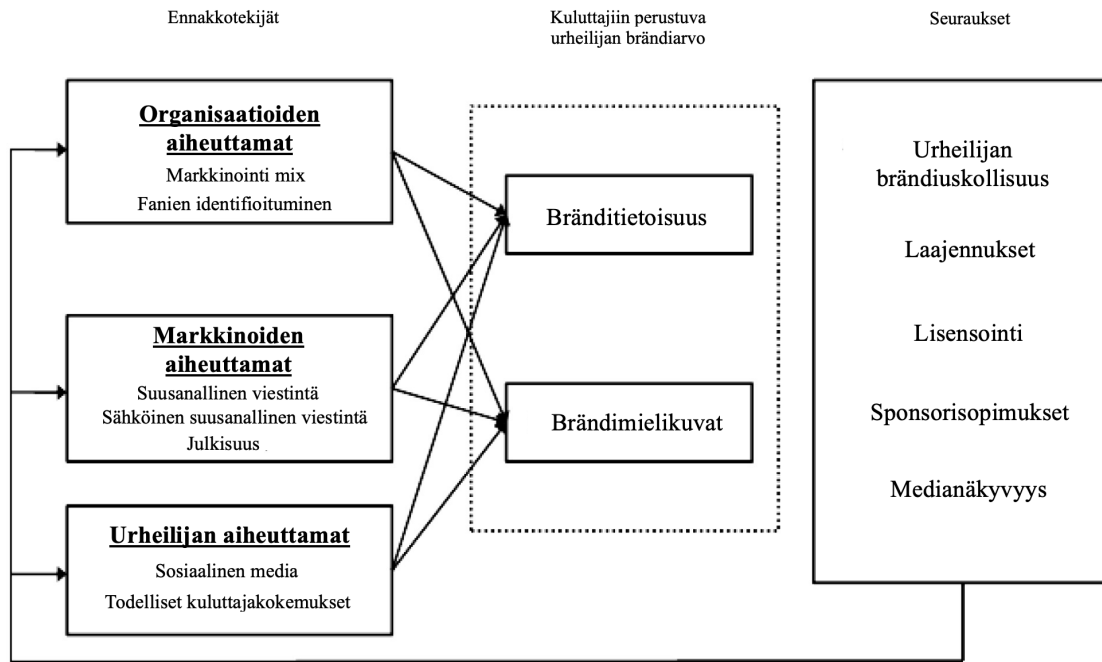 Ennakkotekijät
Kuluttajiin perustuva
urheilijan brändiarvo
Seuraukset
Organisaatioiden
aiheuttamat
Markkinointi mix
Fanien identifioituminen
Markkinoiden
aiheuttamat
Suusanallinen viestintä
Sähköinen suusanallinen viestintä
Julkisuus
Urheilijan aiheuttamat
Sosiaalinen media
Todelliset kuluttajakokemukset
Bränditietoisuus
Brändimielikuvat
Urheilijan
brändiuskollisuus
Laajennukset
Lisensointi
Sponsorisopimukset
Medianäkyvyys